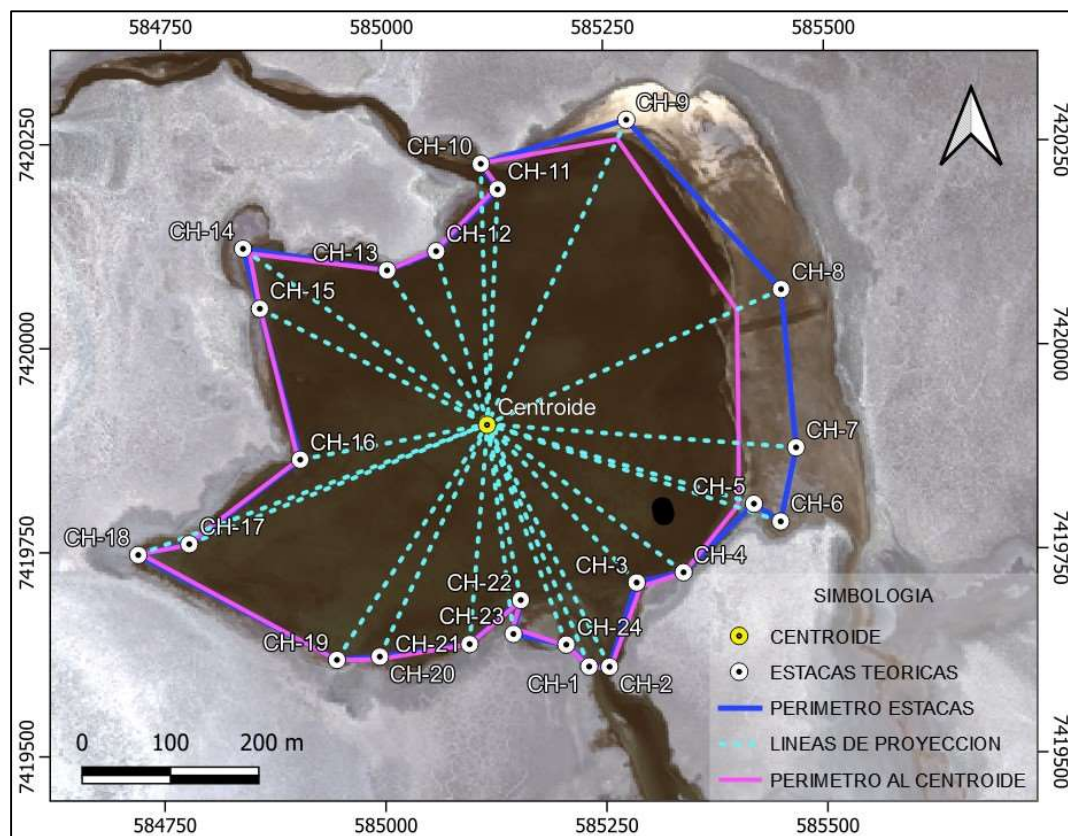 584750 585000 585250 585500
7420250
7420000
7419750
7419500
7420250
7420000
7419750
7419500
CH-9
CH-10
CH-11
CH-12
CH-14
CH-13
CH-15
CH-8
Centroide
CH-16
CH-7
CH-5
CH-6
CH-17
CH-18
CH-3
CH-4
CH-22
CH-23
CH-19
CH-21
CH-20
CH-24
CH-1
CH-2
SIMBOLOGIA
CENTROIDE
ESTACAS TEORICAS
PERIMETRO ESTACAS
LINEAS DE PROYECCION
PERIMETRO AL CENTROIDE
0 100 200 m
584750 585000 585250 585500